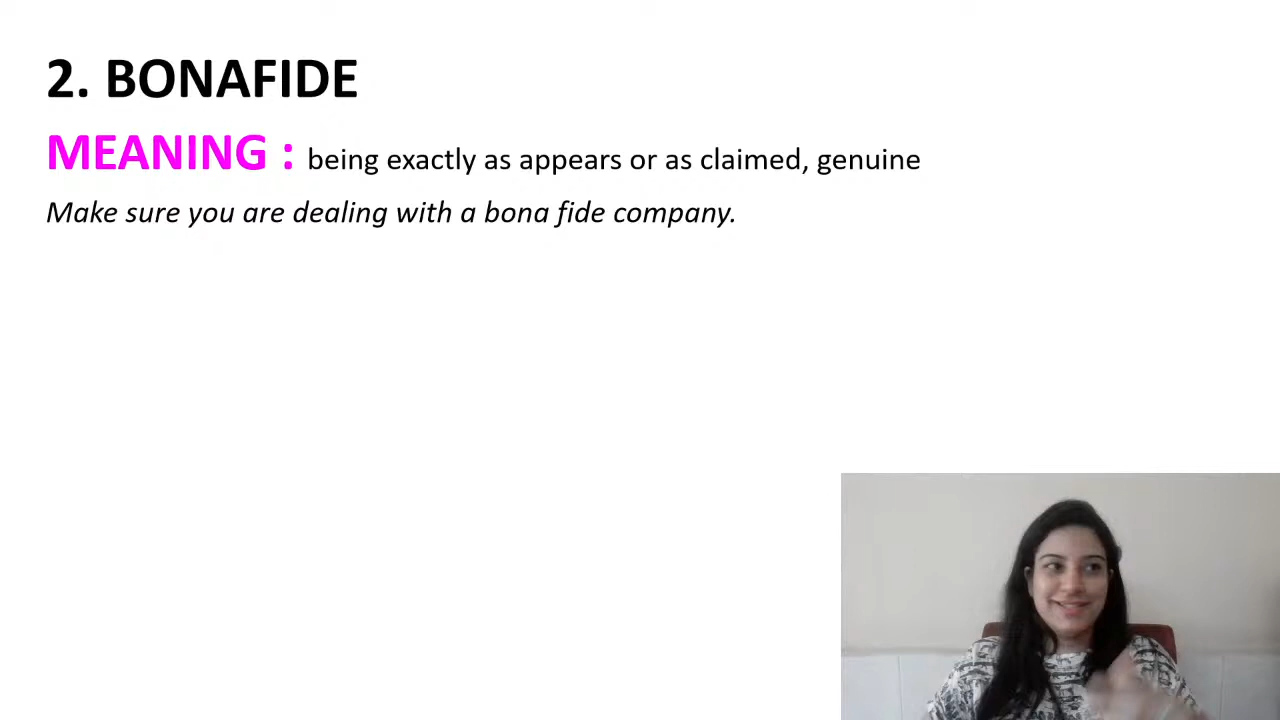 2. BONAFIDE
MEANING : being exactly as appears or as claimed, genuine
Make sure you are dealing with a bona fide company.